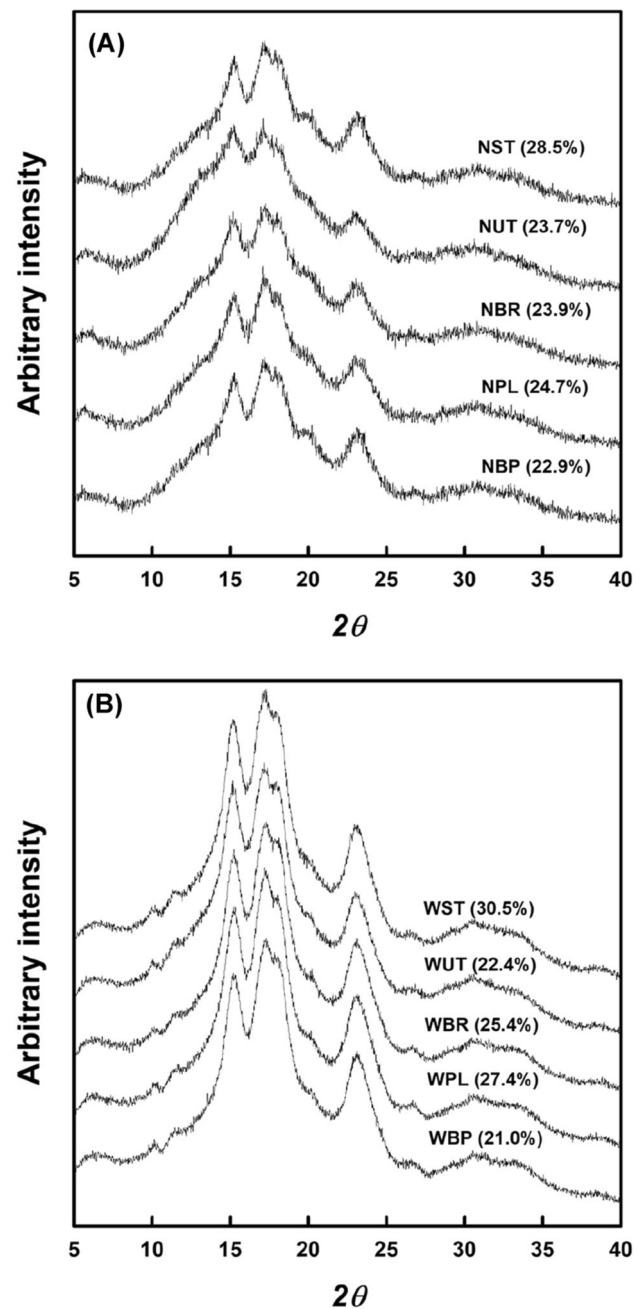 (A)
Arbitrary intensity
NST (28.5%)
NUT (23.7%)
NBR (23.9%)
NPL (24.7%)
NBP (22.9%)
5 10 15 20 25 30 35 40
2θ
(B)
Arbitrary intensity
WST (30.5%)
WUT (22.4%)
WBR (25.4%)
WPL (27.4%)
WBP (21.0%)
5 10 15 20 25 30 35 40
2θ